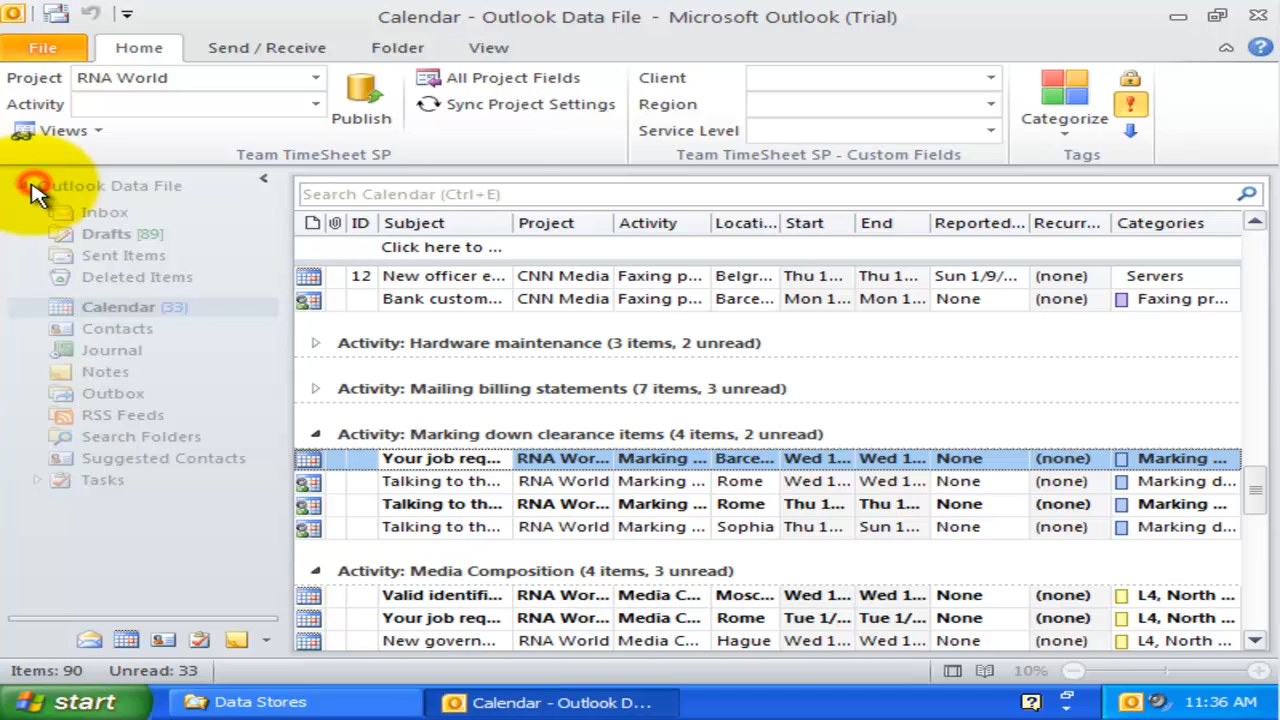 Calendar - Outlook Data File - Microsoft Outlook (Trial)
File Home Send / Receive Folder View
Project RNA World
Activity
Views
Publish
All Project Fields
Sync Project Settings
Team TimeSheet SP
Client
Region
Service Level
Team TimeSheet SP - Custom Fields
Categorize
Tags
Outlook Data File
Inbox
Drafts [89]
Sent Items
Deleted Items
Calendar (33)
Contacts
Journal
Notes
Outbox
RSS Feeds
Search Folders
Suggested Contacts
Tasks
Search Calendar (Ctrl+E)
ID Subject Project Activity Locati... Start End Reported... Recurr... Categories
Click here to ...
12 New officer e... CNN Media Faxing p... Belgr... Thu 1... Thu 1... Sun 1/9/... (none) Servers
Bank custom... CNN Media Faxing p... Barce... Mon 1... Mon 1... None (none) Faxing pr...
Activity: Hardware maintenance (3 items, 2 unread)
Activity: Mailing billing statements (7 items, 3 unread)
Activity: Marking down clearance items (4 items, 2 unread)
Your job req... RNA Wor... Marking ... Barce... Wed 1... Wed 1... None (none) Marking ...
Talking to th... RNA World Marking ... Rome Wed 1... Wed 1... None (none) Marking d...
Talking to th... RNA Wor... Marking ... Rome Thu 1... Thu 1... None (none) Marking ...
Talking to th... RNA World Marking ... Sophia Thu 1... Sun 1... None (none) Marking d...
Activity: Media Composition (4 items, 3 unread)
Valid identifi... RNA Wor... Media C... Mosc... Wed 1... Wed 1... None (none) L4, North ...
Your job req... RNA Wor... Media C... Rome Tue 1/... Tue 1/... None (none) L4, North ...
New govern... RNA World Media C... Hague Wed 1... Wed 1... None (none) L4, North ...
Items: 90 Unread: 33
10%
start Data Stores Calendar - Outlook D... 11:36 AM